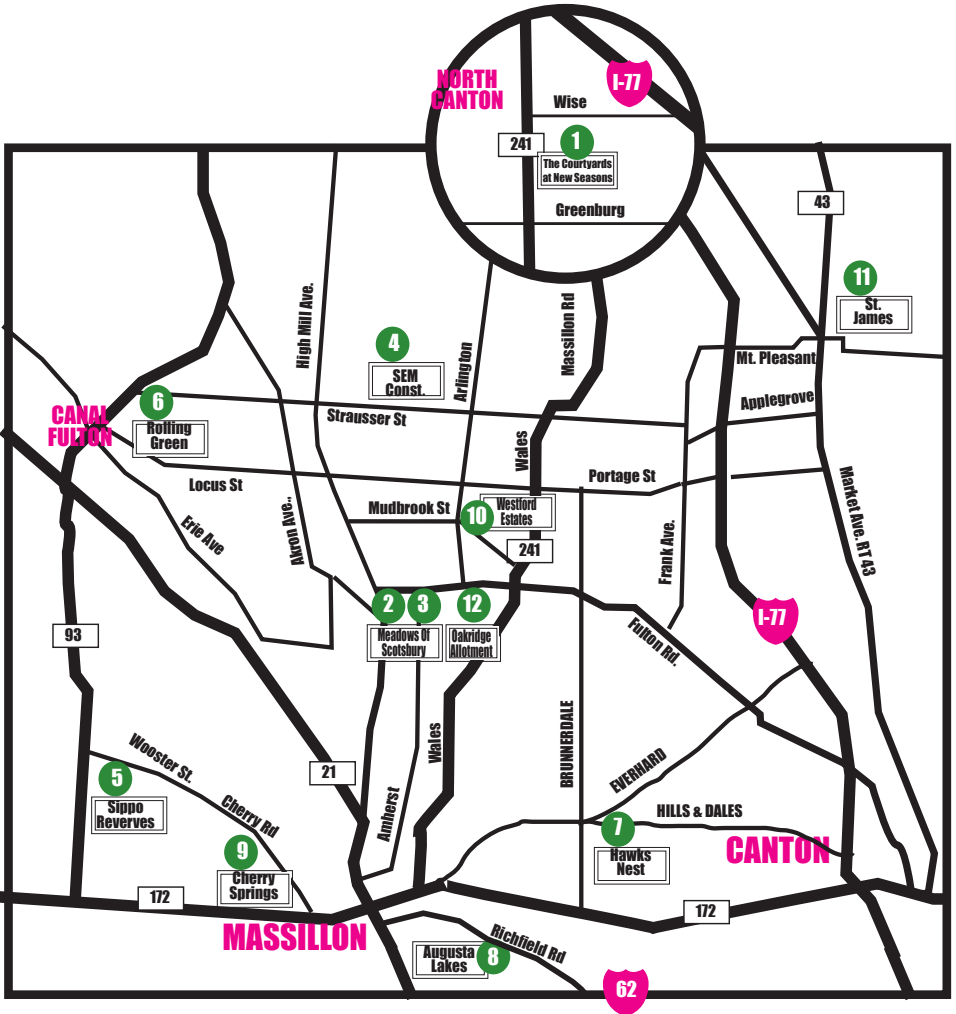 NORTH
CANTON
I-77
Wise
241
1
The Courtyards
at New Seasons
Greenburg
43
11
St.
James
High Mill Ave.
Massillon Rd
4
SEM
Const.
Arlington
Mt. Pleasant
Applegrove
CANAL
FULTON
6
Rolling
Green
Strausser St
Wales
Portage St
Locus St
Mudbrook St
10
Westford
Estates
Market Ave. RT 43
Erie Ave
Akron Ave..
241
Frank Ave.
2
3
12
I-77
93
Meadows Of
Scotsbury
Oakridge
Allotment
Fulton Rd.
Wooster St.
21
Wales
BRUNNERDALE
EVERHARD
5
Sippo
Reverves
Cherry Rd
Amherst
HILLS & DALES
7
Hawks
Nest
CANTON
9
Cherry
Springs
172
172
MASSILLON
Augusta
Lakes
8
Richfield Rd
62